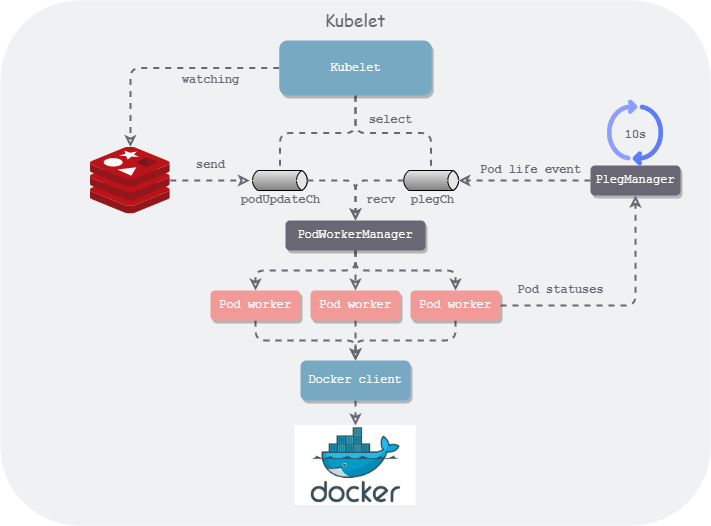 Kubelet
Kubelet
watching
select
10s
send
Pod life event
PlegManager
podUpdateCh
recv
plegCh
PodWorkerManager
Pod worker
Pod worker
Pod worker
Pod statuses
Docker client
docker